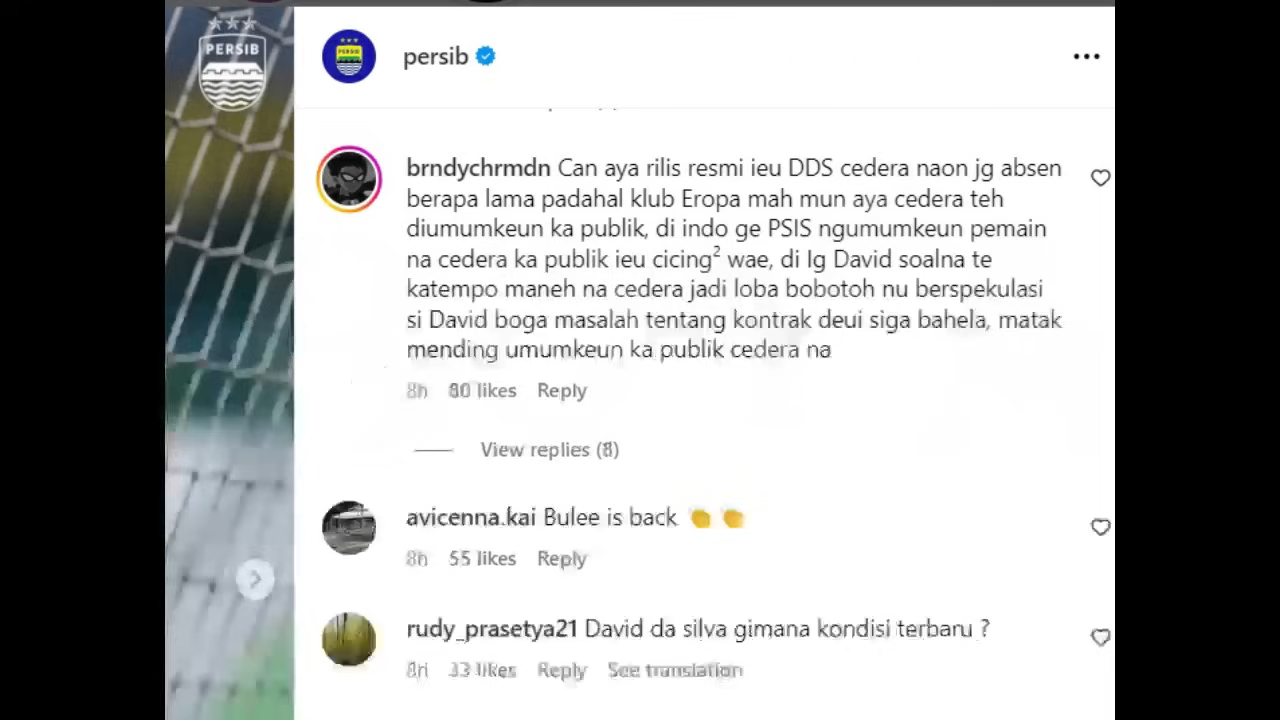 PERSIB
persib
brndychrmdn Can aya rilis resmi ieu DDS cedera naon jg absen
berapa lama padahal klub Eropa mah mun aya cedera teh
diumumkeun ka publik, di indo ge PSIS ngumumkeun pemain
na cedera ka publik ieu cicing² wae, di Ig David soalna te
katempo maneh na cedera jadi loba bobotoh nu berspekulasi
si David boga masalah tentang kontrak deui siga bahela, matak
mending umumkeun ka publik cedera na
8h 80 likes Reply
View replies (8)
avicenna.kai Bulee is back 👏 👏
8h 55 likes Reply
rudy_prasetya21 David da silva gimana kondisi terbaru ?
8h 33 likes Reply See translation